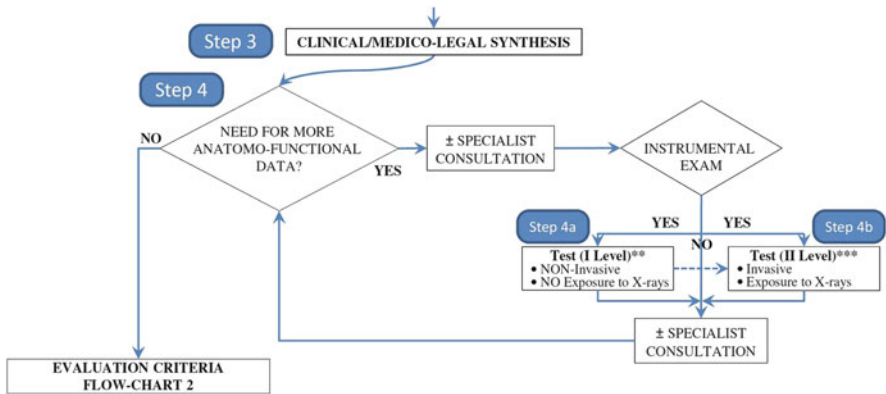 Step 3
CLINICAL/MEDICO-LEGAL SYNTHESIS
Step 4
NO
NEED FOR MORE
ANATOMO-FUNCTIONAL
DATA?
YES
± SPECIALIST
CONSULTATION
INSTRUMENTAL
EXAM
Step 4a
YES
YES
Step 4b
NO
Test (I Level)**
• NON-Invasive
• NO Exposure to X-rays
Test (II Level)***
• Invasive
• Exposure to X-rays
± SPECIALIST
CONSULTATION
EVALUATION CRITERIA
FLOW-CHART 2